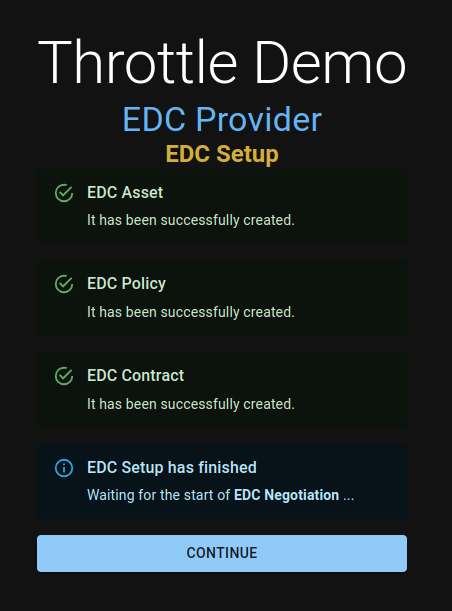 Throttle Demo
EDC Provider
EDC Setup
EDC Asset
It has been successfully created.
EDC Policy
It has been successfully created.
EDC Contract
It has been successfully created.
EDC Setup has finished
Waiting for the start of EDC Negotiation ...
CONTINUE